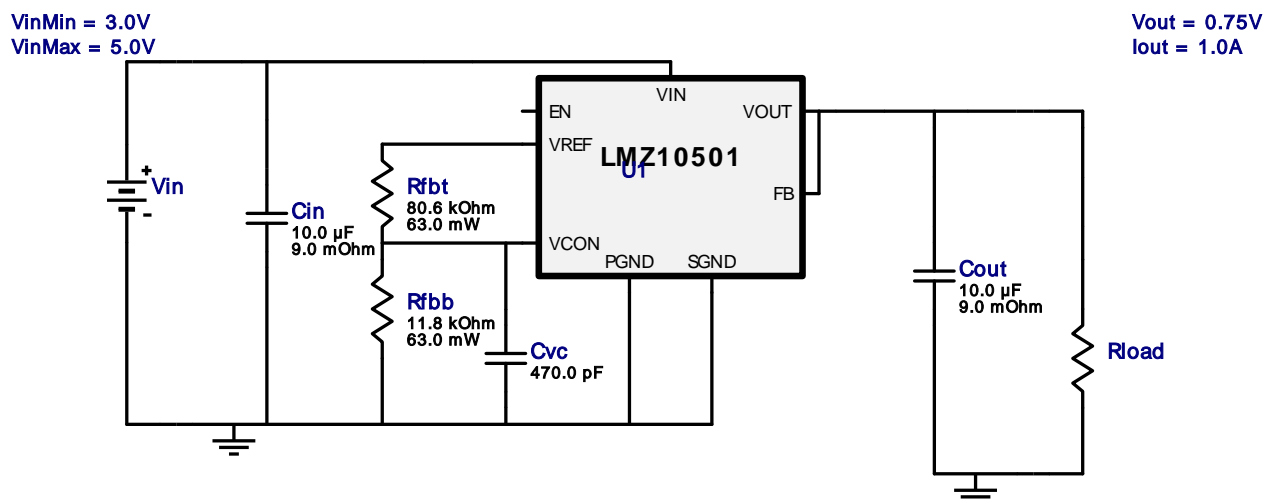 VinMin = 3.0V
VinMax = 5.0V
Vout = 0.75V
Iout = 1.0A
VIN
EN
VOUT
VREF
LMZ10501
U1
FB
VCON
PGND
SGND
+
Vin
-
Cin
10.0 µF
9.0 mOhm
Rfbt
80.6 kOhm
63.0 mW
Rfbb
11.8 kOhm
63.0 mW
Cvc
470.0 pF
Cout
10.0 µF
9.0 mOhm
Rload